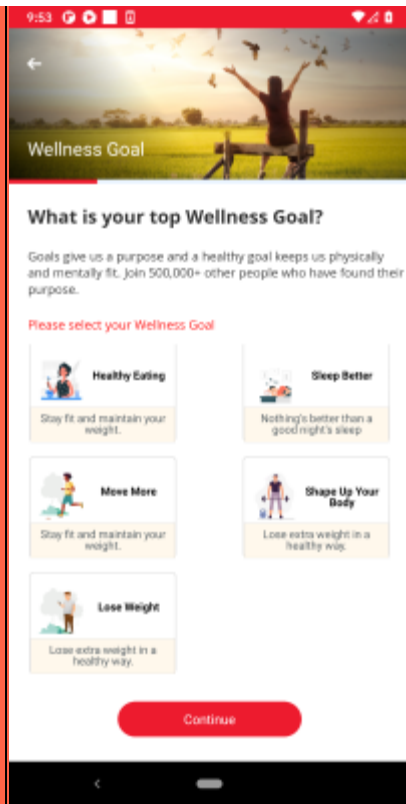 9:53
Wellness Goal
What is your top Wellness Goal?
Goals give us a purpose and a healthy goal keeps us physically
and mentally fit. Join 500,000+ other people who have found their
purpose.
Please select your Wellness Goal
Healthy Eating
Stay fit and maintain your
weight.
Sleep Better
Nothing's better than a
good night's sleep
Move More
Stay fit and maintain your
weight.
Shape Up Your
Body
Lose extra weight in a
healthy way.
Lose Weight
Lose extra weight in a
healthy way.
Continue